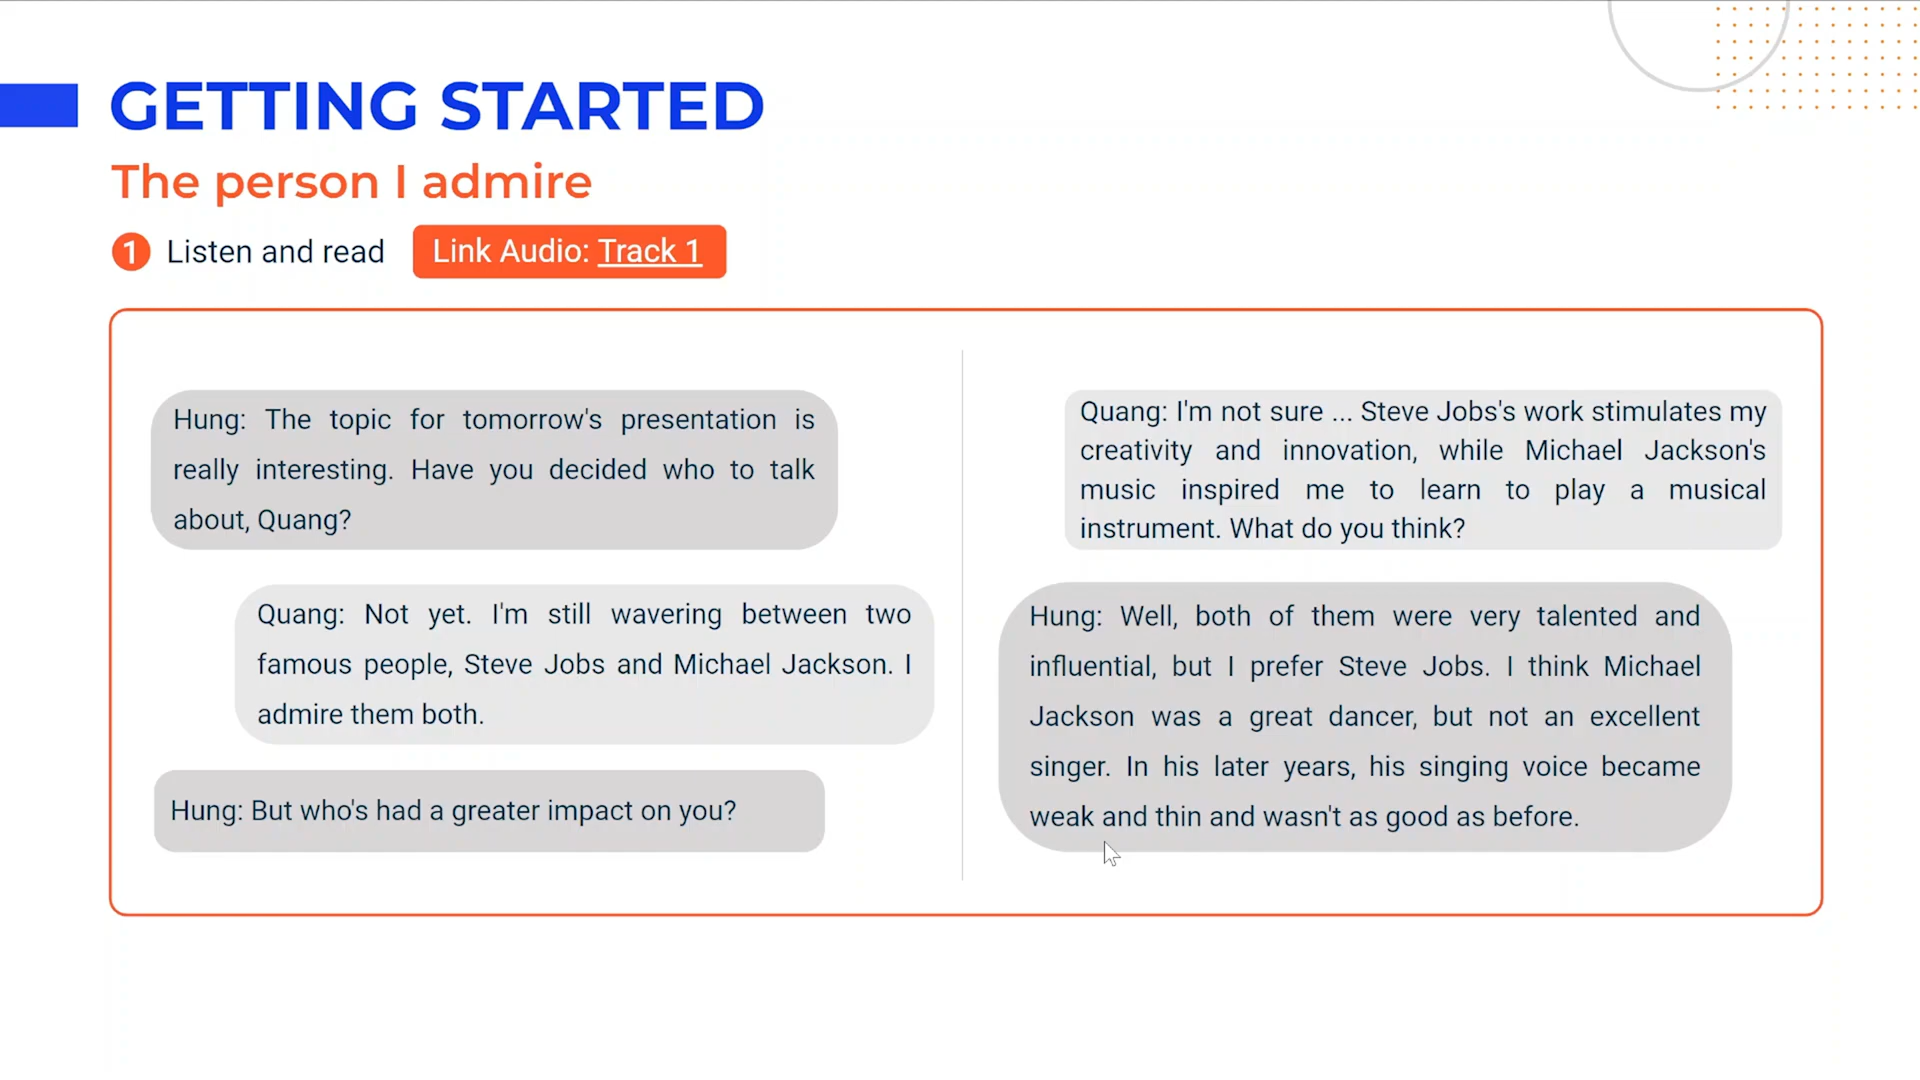 GETTING STARTED
The person I admire
1 Listen and read Link Audio: Track 1
Hung: The topic for tomorrow's presentation is
really interesting. Have you decided who to talk
about, Quang?
Quang: Not yet. I'm still wavering between two
famous people, Steve Jobs and Michael Jackson. I
admire them both.
Hung: But who's had a greater impact on you?
Quang: I'm not sure ... Steve Jobs's work stimulates my
creativity and innovation, while Michael Jackson's
music inspired me to learn to play a musical
instrument. What do you think?
Hung: Well, both of them were very talented and
influential, but I prefer Steve Jobs. I think Michael
Jackson was a great dancer, but not an excellent
singer. In his later years, his singing voice became
weak and thin and wasn't as good as before.